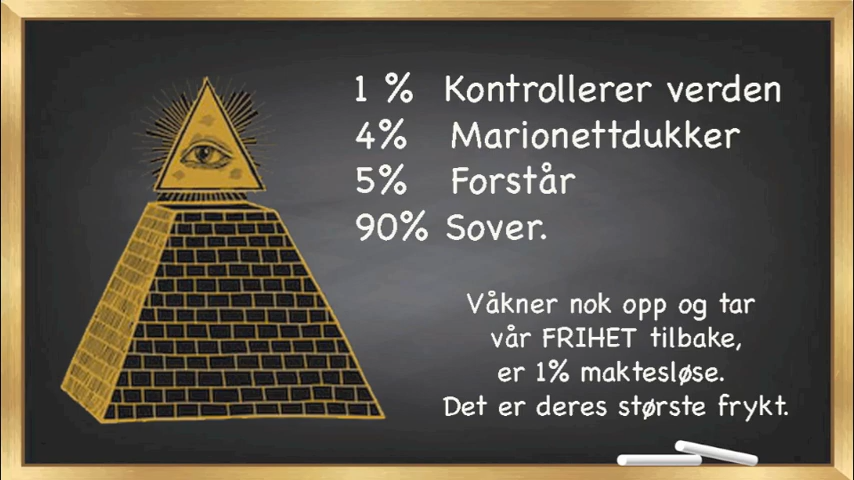 1 % Kontrollerer verden
4% Marionettdukker
5% Forstår
90% Sover.
Våkner nok opp og tar
vår FRIHET tilbake,
er 1% maktesløse.
Det er deres største frykt.